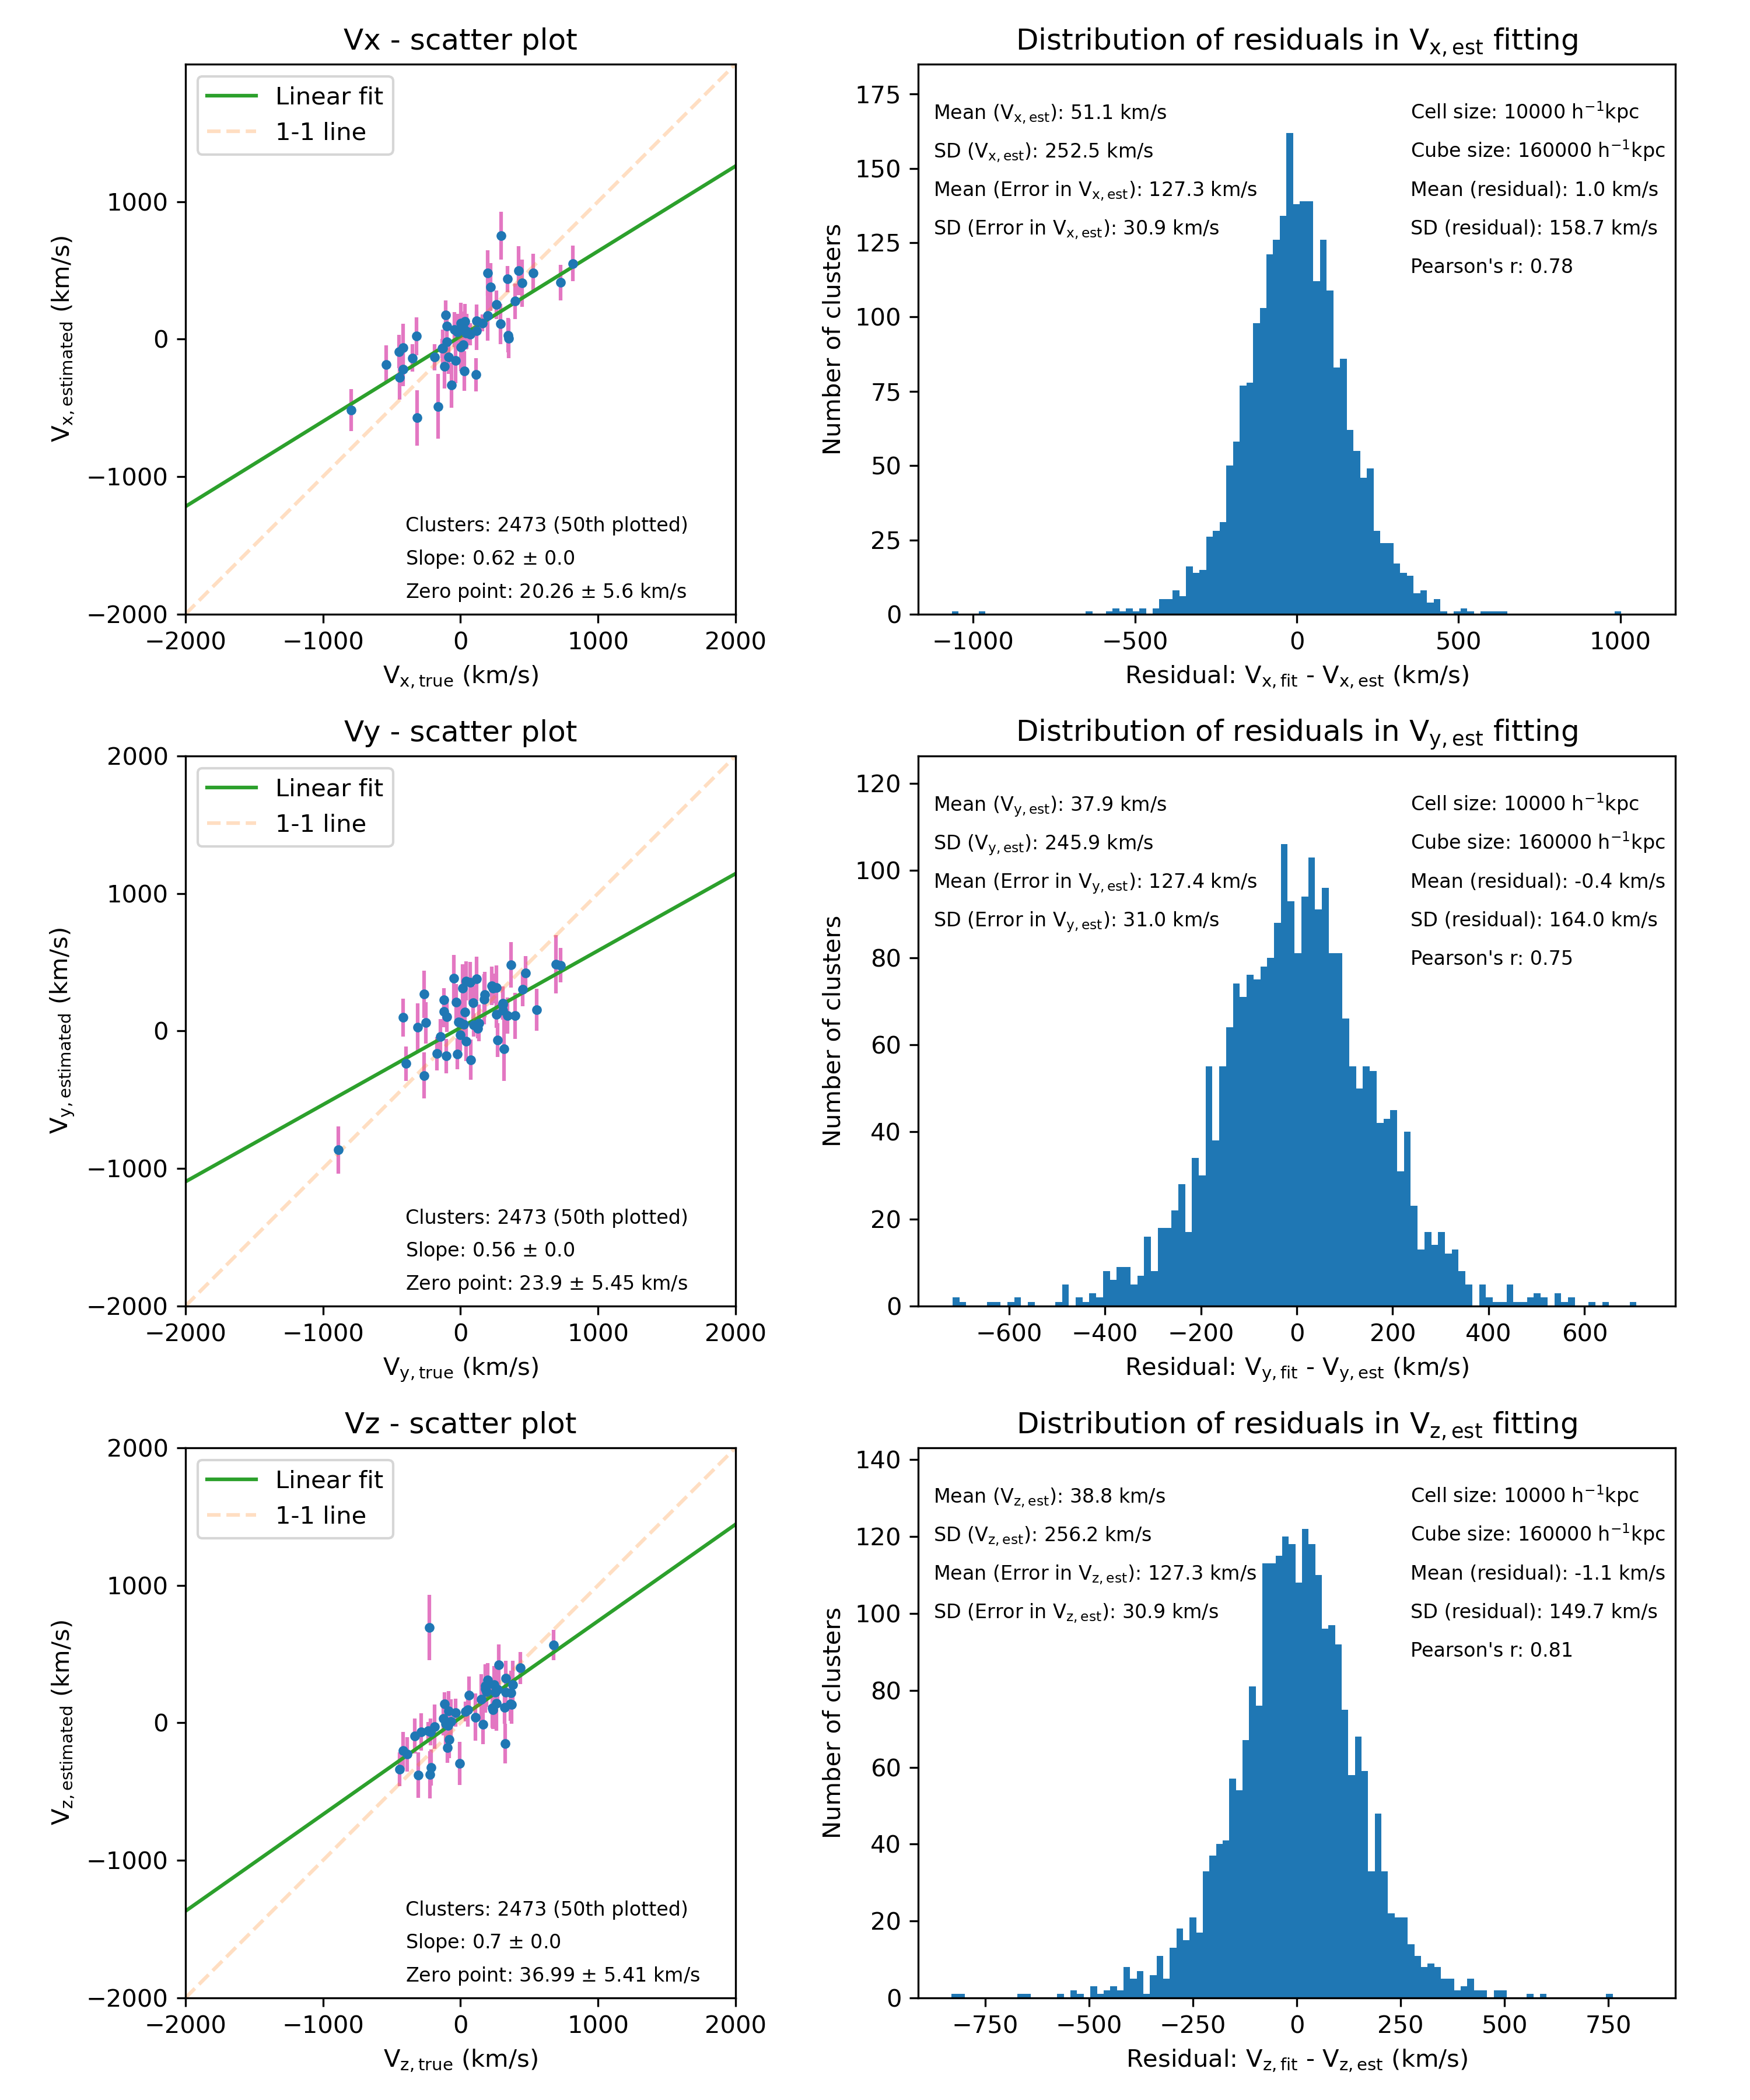 Vx - scatter plot
Linear fit
1-1 line
1000
0
−1000
−2000
−2000 −1000 0 1000 2000
V_x,estimated (km/s)
V_x,true (km/s)
Clusters: 2473 (50th plotted)
Slope: 0.62 ± 0.0
Zero point: 20.26 ± 5.6 km/s
Distribution of residuals in V_x,est fitting
175
150
125
100
75
50
25
0
Number of clusters
Mean (V_x,est): 51.1 km/s
SD (V_x,est): 252.5 km/s
Mean (Error in V_x,est): 127.3 km/s
SD (Error in V_x,est): 30.9 km/s
Cell size: 10000 h⁻¹kpc
Cube size: 160000 h⁻¹kpc
Mean (residual): 1.0 km/s
SD (residual): 158.7 km/s
Pearson's r: 0.78
−1000 −500 0 500 1000
Residual: V_x,fit - V_x,est (km/s)
Vy - scatter plot
Linear fit
1-1 line
2000
1000
0
−1000
−2000
−2000 −1000 0 1000 2000
V_y,estimated (km/s)
V_y,true (km/s)
Clusters: 2473 (50th plotted)
Slope: 0.56 ± 0.0
Zero point: 23.9 ± 5.45 km/s
Distribution of residuals in V_y,est fitting
120
100
80
60
40
20
0
Number of clusters
Mean (V_y,est): 37.9 km/s
SD (V_y,est): 245.9 km/s
Mean (Error in V_y,est): 127.4 km/s
SD (Error in V_y,est): 31.0 km/s
Cell size: 10000 h⁻¹kpc
Cube size: 160000 h⁻¹kpc
Mean (residual): -0.4 km/s
SD (residual): 164.0 km/s
Pearson's r: 0.75
−600 −400 −200 0 200 400 600
Residual: V_y,fit - V_y,est (km/s)
Vz - scatter plot
Linear fit
1-1 line
2000
1000
0
−1000
−2000
−2000 −1000 0 1000 2000
V_z,estimated (km/s)
V_z,true (km/s)
Clusters: 2473 (50th plotted)
Slope: 0.7 ± 0.0
Zero point: 36.99 ± 5.41 km/s
Distribution of residuals in V_z,est fitting
140
120
100
80
60
40
20
0
Number of clusters
Mean (V_z,est): 38.8 km/s
SD (V_z,est): 256.2 km/s
Mean (Error in V_z,est): 127.3 km/s
SD (Error in V_z,est): 30.9 km/s
Cell size: 10000 h⁻¹kpc
Cube size: 160000 h⁻¹kpc
Mean (residual): -1.1 km/s
SD (residual): 149.7 km/s
Pearson's r: 0.81
−750 −500 −250 0 250 500 750
Residual: V_z,fit - V_z,est (km/s)